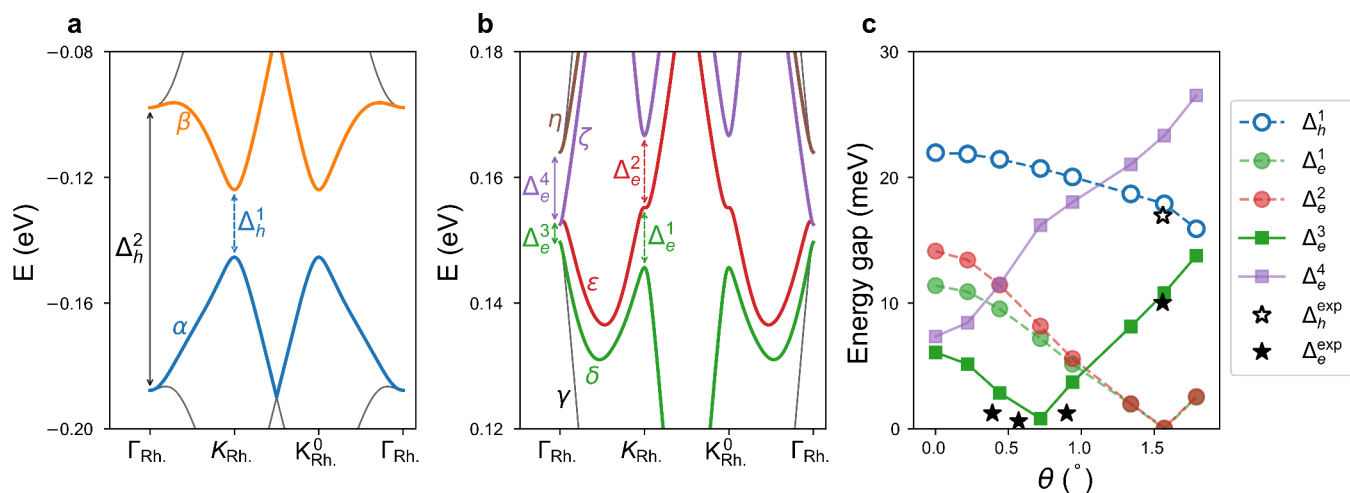 a
−0.08
−0.12
−0.16
−0.20
E (eV)
β
α
Δ_h^2
Δ_h^1
Γ_Rh.
K_Rh.
K_Rh.^0
Γ_Rh.
b
0.18
0.16
0.14
0.12
E (eV)
η
ζ
Δ_e^4
Δ_e^3
Δ_e^2
Δ_e^1
ε
δ
γ
Γ_Rh.
K_Rh.
K_Rh.^0
Γ_Rh.
c
30
20
10
0
Energy gap (meV)
0.0
0.5
1.0
1.5
θ (°)
Δ_h^1
Δ_e^1
Δ_e^2
Δ_e^3
Δ_e^4
Δ_h^exp
Δ_e^exp